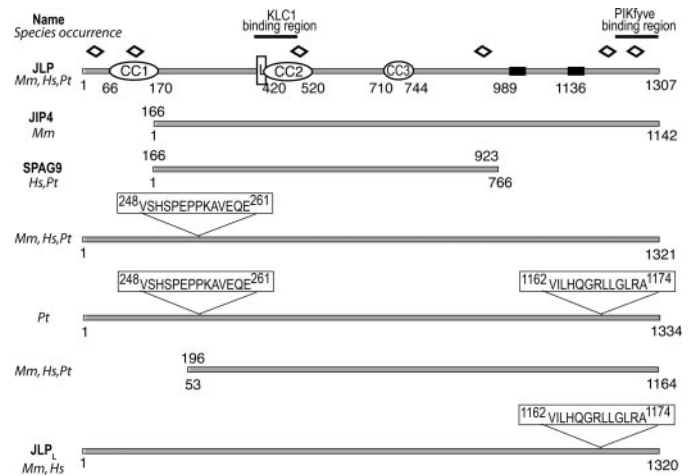 Name
Species occurrence
KLC1
binding region
PIKfyve
binding region
JLP
Mm, Hs, Pt
CC1
L
CC2
CC3
1 66 170 420 520 710 744 989 1136 1307
JIP4
Mm
166
1 1142
SPAG9
Hs,Pt
166 923
1 766
248VSHSPEPPKAVEQE261
Mm, Hs, Pt
1 1321
248VSHSPEPPKAVEQE261 1162VILHQGRLLGLRA1174
Pt
1 1334
196
Mm, Hs, Pt
53 1164
1162VILHQGRLLGLRA1174
JLPL
Mm, Hs
1 1320